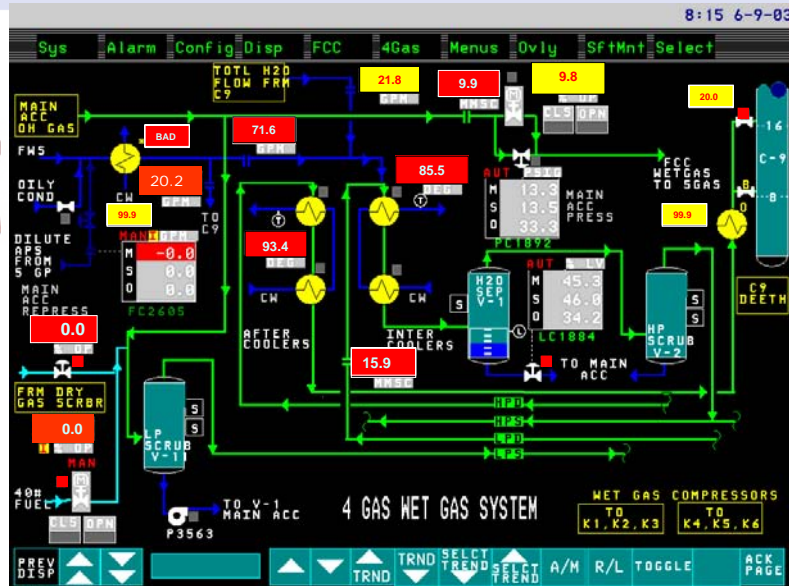 8:15 6-9-03
Sys Alarm Config Disp FCC 4Gas Menus Ovly SftMnt Select
TOTL H2O
FLOW FRM
C9
21.8
GPM
9.9
MMSC
9.8
% OP
CLS OPN
M
20.0
MAIN
ACC
OH GAS
BAD
71.6
GPM
16
C-9
8
FWS
20.2
GPM
85.5
DEG
FCC
WETGAS
TO 5GAS
OILY
COND
CW
TO
C9
T
T
AUT PSIG
M 13.3
S 13.5
O 33.3
MAIN
ACC
PRESS
PC1892
99.9
99.9
DILUTE
APS
FROM
5 GP
MAN I GPM
M -0.0
S 0.0
O 0.0
FC2605
93.4
DEG
CW
CW
AUT % LV
M 45.3
S 46.0
O 34.2
LC1884
H2O
SEP
V-1
S
L
HP
SCRUB
V-2
S
S
C9
DEETH
MAIN
ACC
REPRESS
0.0
% OP
AFTER
COOLERS
INTER
COOLERS
15.9
MMSC
TO MAIN
ACC
FRM DRY
GAS SCRBR
0.0
I % OP
MAN
M
LP
SCRUB
V-1
S
S
HPD
HPS
LPD
LPS
40#
FUEL
CLS OPN
TO V-1
MAIN ACC
P3563
4 GAS WET GAS SYSTEM
WET GAS COMPRESSORS
TO
K1,K2,K3
TO
K4,K5,K6
PREV
DISP
TRND
TRND
SELCT
TREND
SELCT
TREND
A/M R/L TOGGLE
ACK
PAGE